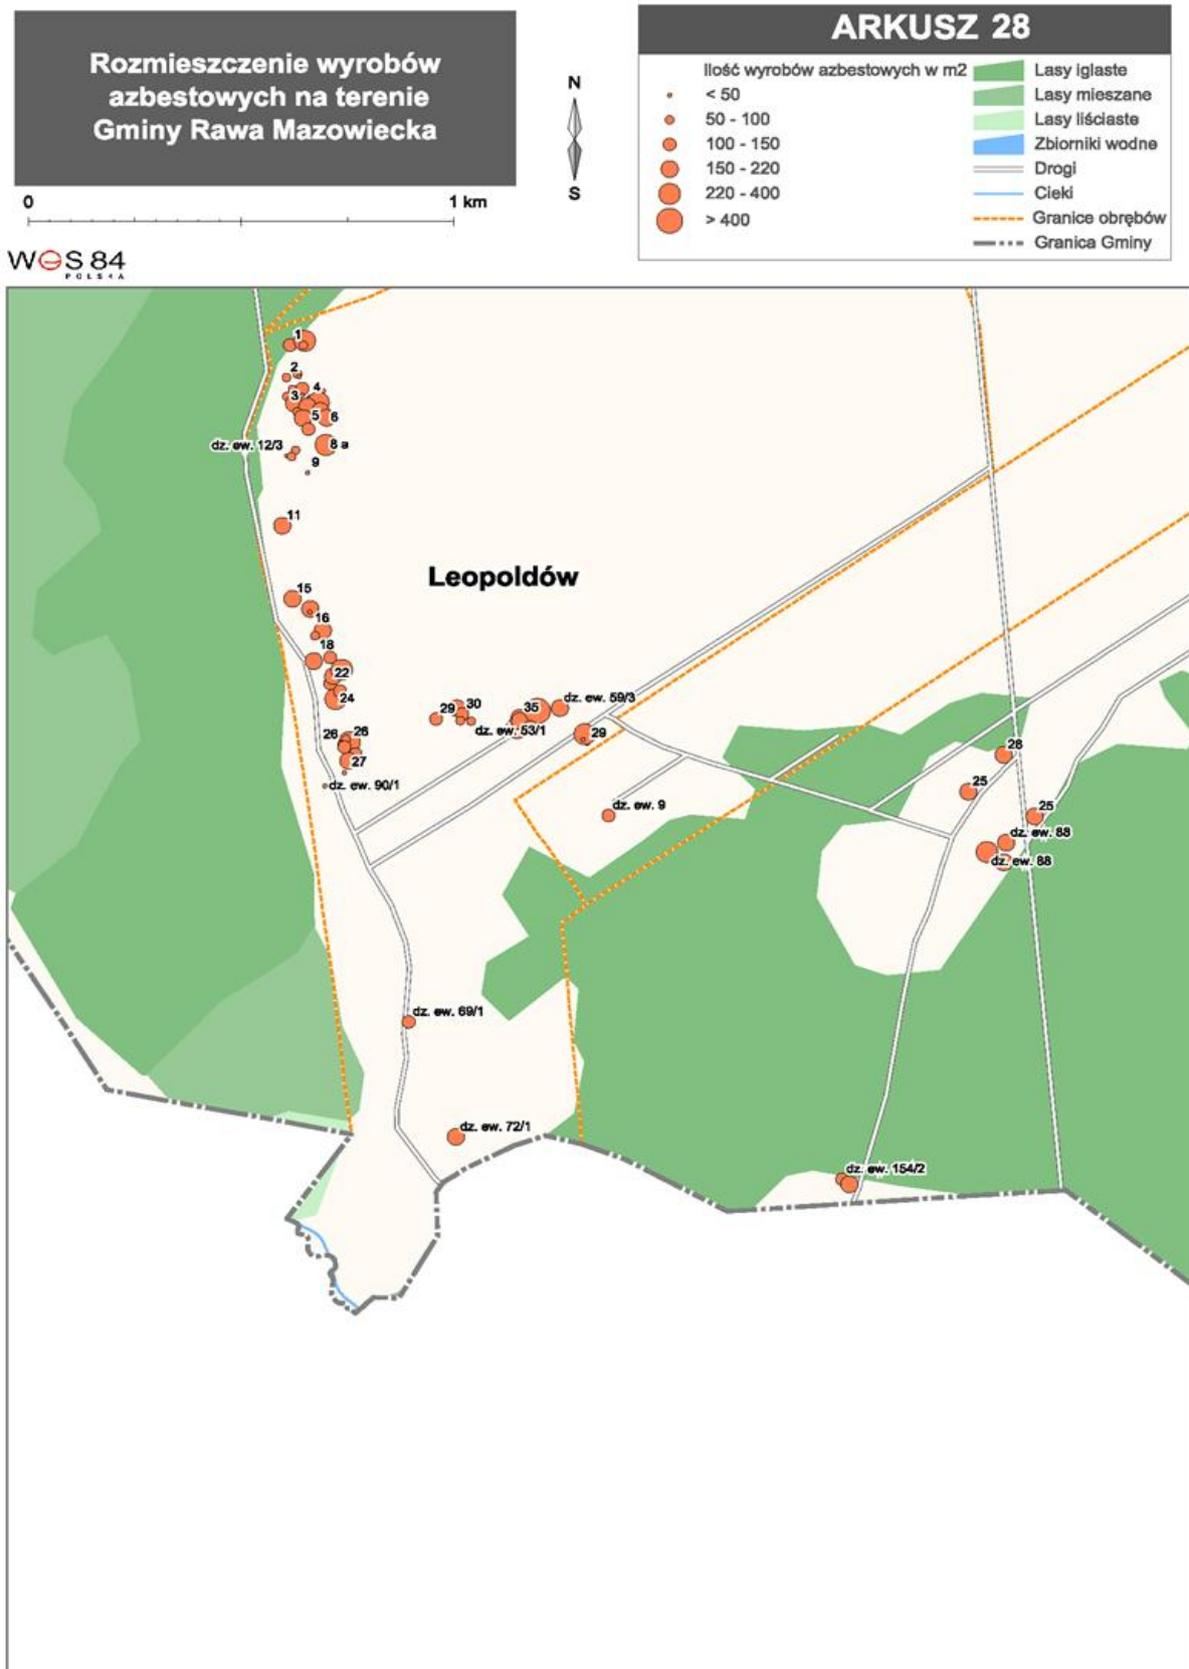 Rozmieszczenie wyrobów
azbestowych na terenie
Gminy Rawa Mazowiecka
0
1 km
WGS 84
POLSKA
N
S
ARKUSZ 28
Ilość wyrobów azbestowych w m2
< 50
50 - 100
100 - 150
150 - 220
220 - 400
> 400
Lasy iglaste
Lasy mieszane
Lasy liściaste
Zbiorniki wodne
Drogi
Cieki
Granice obrębów
Granica Gminy
1
2
3
4
5
6
dz. ew. 12/3
8 a
9
11
Leopoldów
15
16
18
22
24
29
30
35
dz. ew. 59/3
dz. ew. 53/1
29
26
26
27
dz. ew. 90/1
28
25
25
dz. ew. 9
dz. ew. 88
dz. ew. 88
dz. ew. 69/1
dz. ew. 72/1
dz. ew. 154/2